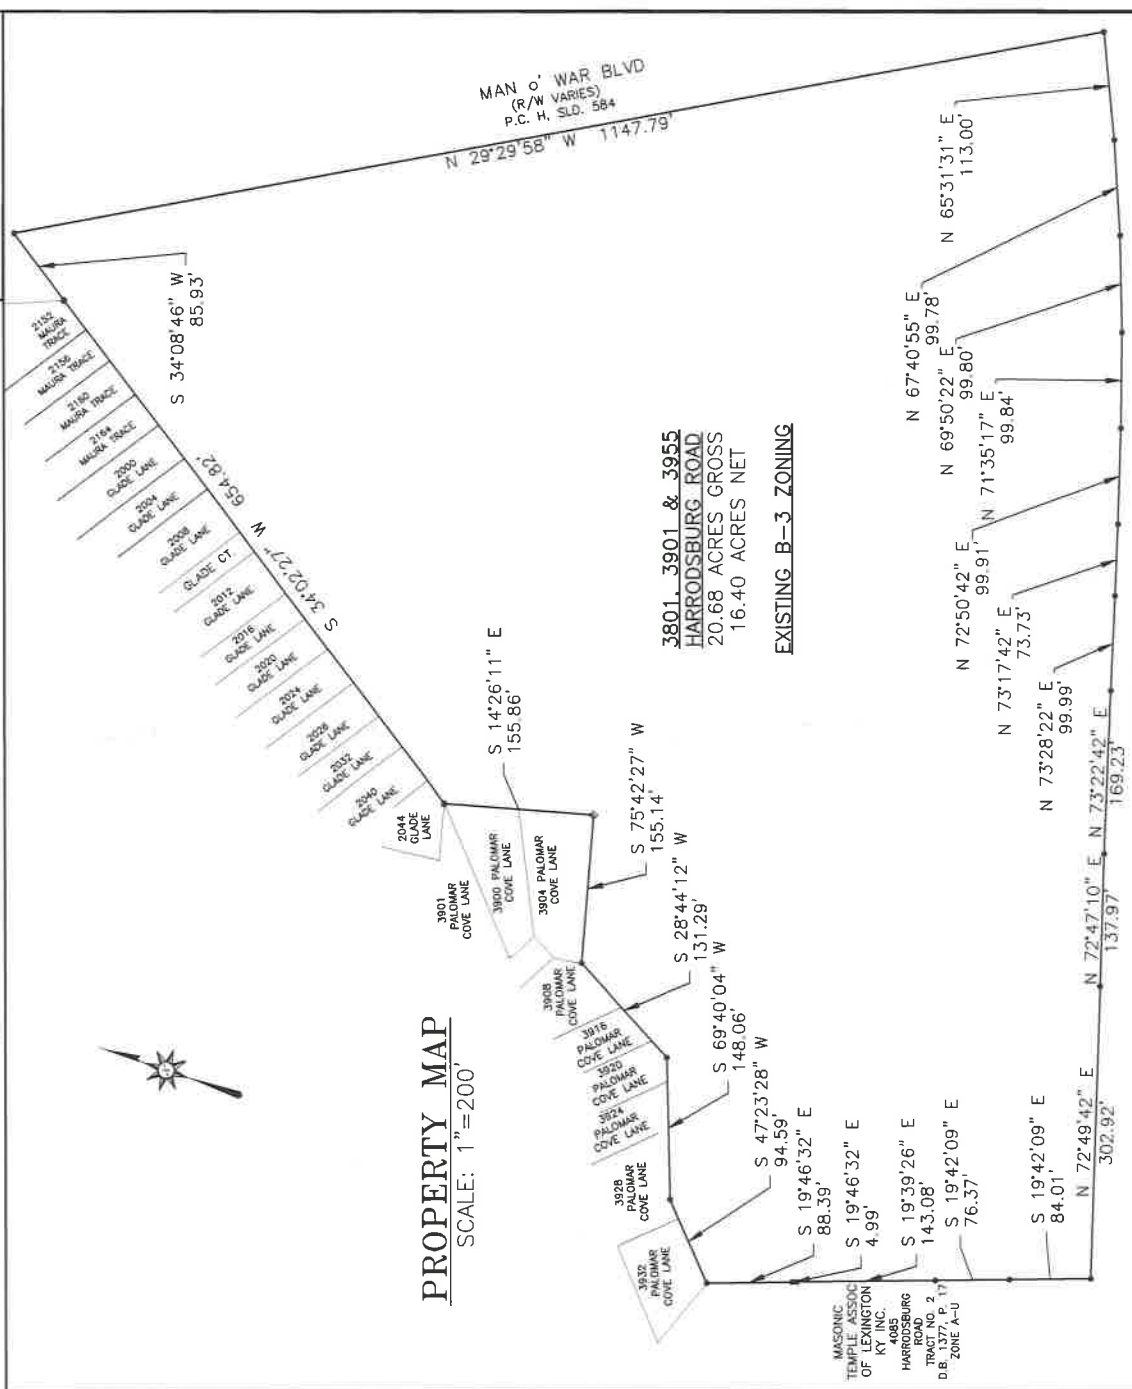 MAN o' WAR BLVD
(R/W VARIES)
P.C. H, SLD. 584
N 29°29'58" W 1147.79'
N 65°31'31" E
113.00'
S 34°08'46" W
85.93'
2152
MAURA
TRACE
2156
MAURA TRACE
2160
MAURA TRACE
2164
MAURA TRACE
2000
GLADE LANE
2004
GLADE LANE
2008
GLADE LANE
GLADE CT.
2012
GLADE LANE
2016
GLADE LANE
2020
GLADE LANE
2024
GLADE LANE
2028
GLADE LANE
2032
GLADE LANE
2040
GLADE LANE
2044
GLADE
LANE
S 34°02'27" W 654.82'
N 67°40'55" E
99.78'
N 69°50'22" E
99.80'
N 71°35'17" E
99.84'
N 72°50'42" E
99.91'
N 73°17'42" E
73.73'
N 73°28'22" E
99.99'
N 73°22'42" E
169.23'
N 72°47'10" E
137.97'
N 72°49'42" E
302.92'
3801, 3901 & 3955
HARRODSBURG ROAD
20.68 ACRES GROSS
16.40 ACRES NET
EXISTING B-3 ZONING
S 14°26'11" E
155.86'
S 75°42'27" W
155.14'
S 28°44'12" W
131.29'
S 69°40'04" W
148.06'
S 47°23'28" W
94.59'
S 19°46'32" E
88.39'
S 19°46'32" E
4.99'
S 19°39'26" E
143.08'
S 19°42'09" E
76.37'
S 19°42'09" E
84.01'
3901
PALOMAR
COVE LANE
3900 PALOMAR
COVE LANE
3904 PALOMAR
COVE LANE
3908
PALOMAR
COVE LANE
3916
PALOMAR
COVE LANE
3920
PALOMAR
COVE LANE
3924
PALOMAR
COVE LANE
3928
PALOMAR
COVE LANE
3932
PALOMAR
COVE LANE
PROPERTY MAP
SCALE: 1"=200'
MASONIC
TEMPLE ASSOC
OF LEXINGTON
KY INC.
4085
HARRODSBURG
ROAD
TRACT NO. 2
D.B. 1377, P. 17
ZONE A-U